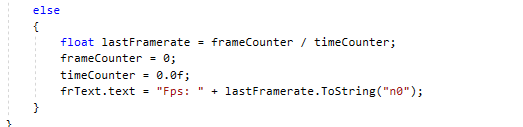 else
{
float lastFramerate = frameCounter / timeCounter;
frameCounter = 0;
timeCounter = 0.0f;
frText.text = "Fps: " + lastFramerate.ToString("n0");
}
}